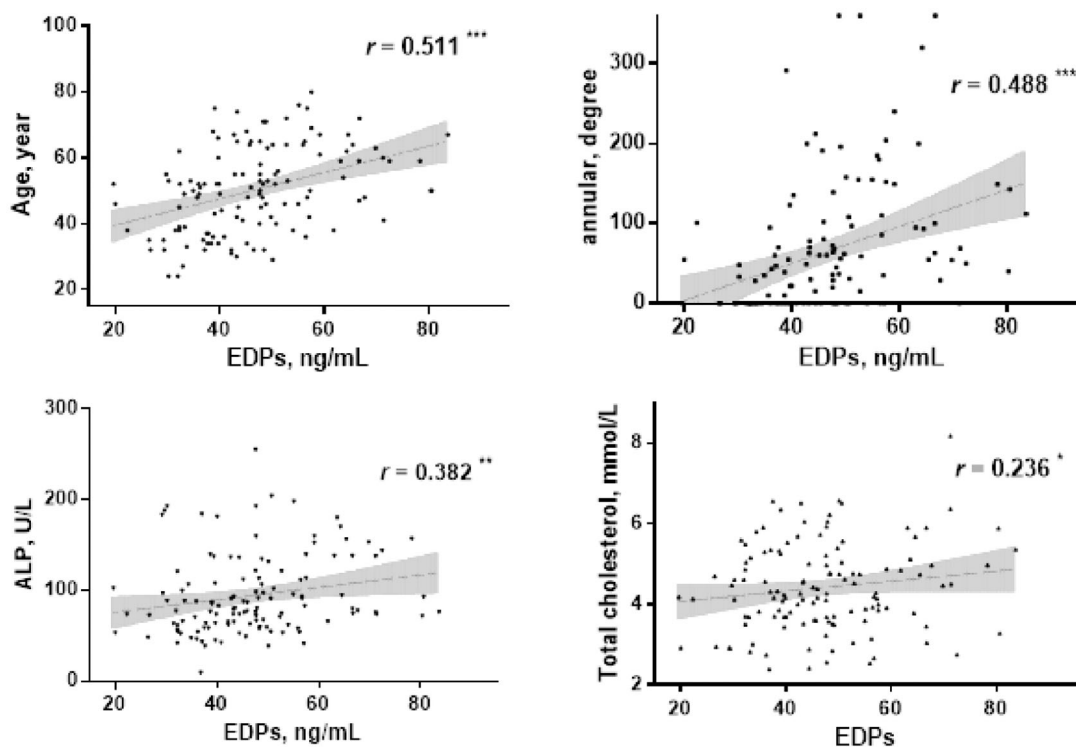 100
80
60
40
20
Age, year
r = 0.511 ***
20 40 60 80
EDPs, ng/mL
300
200
100
0
annular, degree
r = 0.488 ***
20 40 60 80
EDPs, ng/mL
300
200
100
0
ALP, U/L
r = 0.382 **
20 40 60 80
EDPs, ng/mL
8
6
4
2
Total cholesterol, mmol/L
r = 0.236 *
20 40 60 80
EDPs